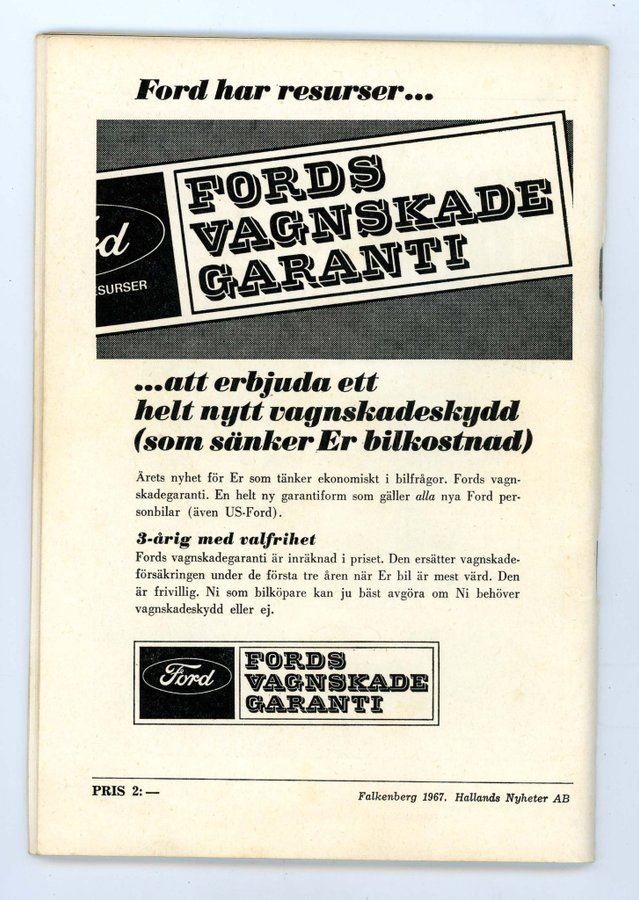 Ford har resurser...
FORDS
VAGNSKADE
GARANTI
...att erbjuda ett
helt nytt vagnskadeskydd
(som sänker Er bilkostnad)
Årets nyhet för Er som tänker ekonomiskt i bilfrågor. Fords vagn-
skadegaranti. En helt ny garantiform som gäller alla nya Ford per-
sonbilar (även US-Ford).
3-årig med valfrihet
Fords vagnskadegaranti är inräknad i priset. Den ersätter vagnskade-
försäkringen under de första tre åren när Er bil är mest värd. Den
är frivillig. Ni som bilköpare kan ju bäst avgöra om Ni behöver
vagnskadeskydd eller ej.
Ford
FORDS
VAGNSKADE
GARANTI
PRIS 2:—
Falkenberg 1967. Hallands Nyheter AB